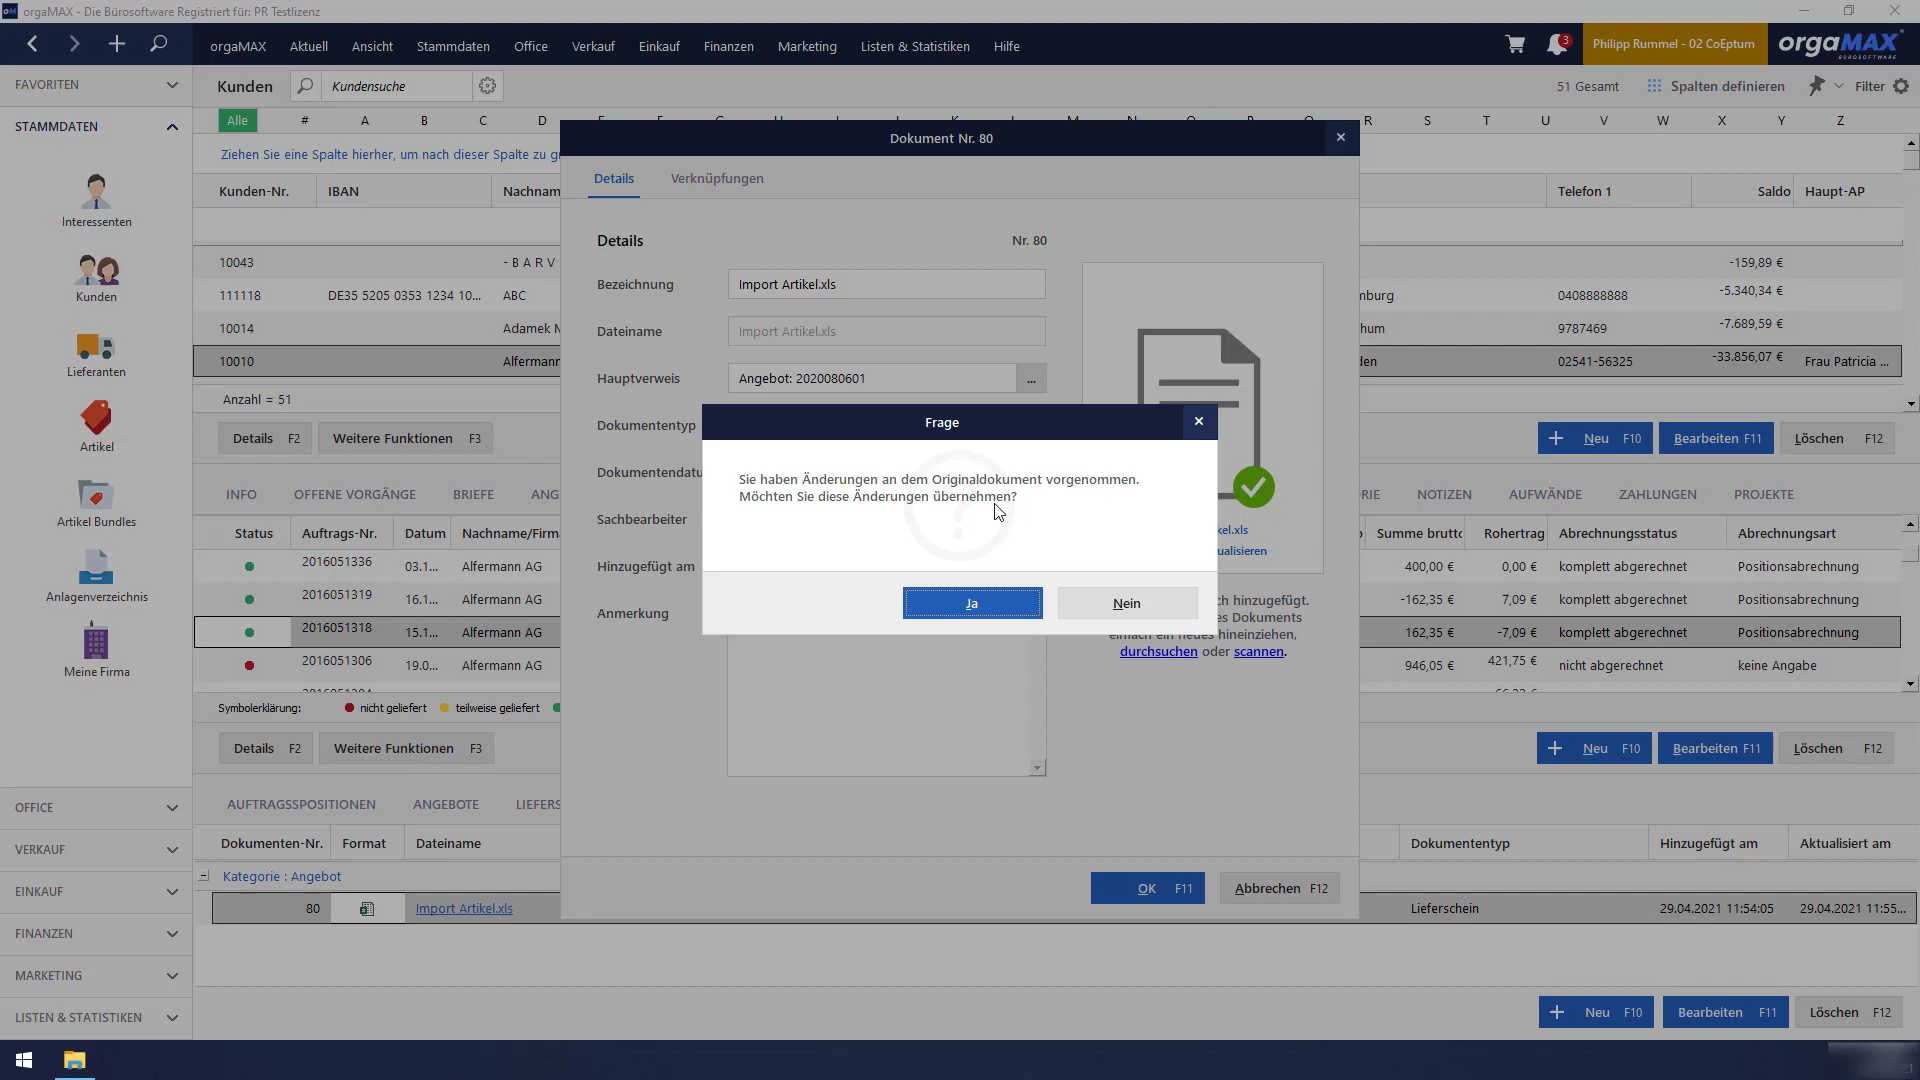 orgaMAX - Die Bürosoftware Registriert für: PR Testlizenz
orgaMAX Aktuell Ansicht Stammdaten Office Verkauf Einkauf Finanzen Marketing Listen & Statistiken Hilfe
3
Philipp Rummel - 02 CoEptum
orgaMAX
BÜROSOFTWARE
FAVORITEN
STAMMDATEN
Interessenten
Kunden
Lieferanten
Artikel
Artikel Bundles
Anlagenverzeichnis
Meine Firma
OFFICE
VERKAUF
EINKAUF
FINANZEN
MARKETING
LISTEN & STATISTIKEN
Kunden Kundensuche 51 Gesamt Spalten definieren Filter
Alle # A B C D R S T U V W X Y Z
Ziehen Sie eine Spalte hierher, um nach dieser Spalte zu g
Kunden-Nr. IBAN Nachnam Telefon 1 Saldo Haupt-AP
10043 - B A R V -159,89 €
111118 DE35 5205 0353 1234 10... ABC mburg 0408888888 -5.340,34 €
10014 Adamek N hum 9787469 -7.689,59 €
10010 Alfermann den 02541-56325 -33.856,07 € Frau Patricia ...
Anzahl = 51
Details F2 Weitere Funktionen F3 Neu F10 Bearbeiten F11 Löschen F12
INFO OFFENE VORGÄNGE BRIEFE ANG RIE NOTIZEN AUFWÄNDE ZAHLUNGEN PROJEKTE
Status Auftrags-Nr. Datum Nachname/Firma Summe brutto Rohertrag Abrechnungsstatus Abrechnungsart
2016051336 03.1... Alfermann AG 400,00 € 0,00 € komplett abgerechnet Positionsabrechnung
2016051319 16.1... Alfermann AG -162,35 € 7,09 € komplett abgerechnet Positionsabrechnung
2016051318 15.1... Alfermann AG 162,35 € -7,09 € komplett abgerechnet Positionsabrechnung
2016051306 19.0... Alfermann AG 946,05 € 421,75 € nicht abgerechnet keine Angabe
Symbolerklärung: nicht geliefert teilweise geliefert
Details F2 Weitere Funktionen F3 Neu F10 Bearbeiten F11 Löschen F12
AUFTRAGSPOSITIONEN ANGEBOTE LIEFERS
Dokumenten-Nr. Format Dateiname Dokumententyp Hinzugefügt am Aktualisiert am
Kategorie : Angebot
80 Import Artikel.xls Lieferschein 29.04.2021 11:54:05 29.04.2021 11:55...
Neu F10 Bearbeiten F11 Löschen F12
Dokument Nr. 80
Details Verknüpfungen
Details Nr. 80
Bezeichnung Import Artikel.xls
Dateiname Import Artikel.xls
Hauptverweis Angebot: 2020080601 ...
Dokumententyp
Dokumentendatu
Sachbearbeiter
Hinzugefügt am
Anmerkung
kel.xls
ualisieren
ch hinzugefügt.
es Dokuments
einfach ein neues hineinziehen,
durchsuchen oder scannen.
OK F11 Abbrechen F12
Frage
Sie haben Änderungen an dem Originaldokument vorgenommen.
Möchten Sie diese Änderungen übernehmen?
Ja Nein